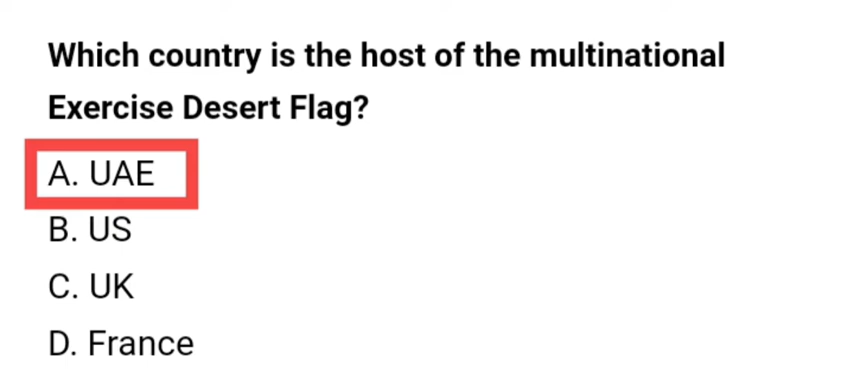 Which country is the host of the multinational
Exercise Desert Flag?
A. UAE
B. US
C. UK
D. France